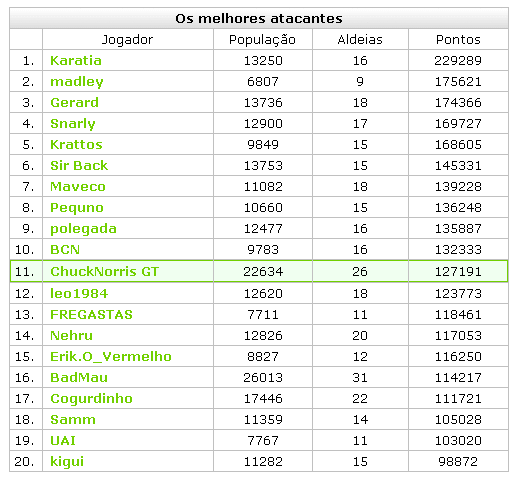 Os melhores atacantes
Jogador População Aldeias Pontos
1. Karatia 13250 16 229289
2. madley 6807 9 175621
3. Gerard 13736 18 174366
4. Snarly 12900 17 169727
5. Krattos 9849 15 168605
6. Sir Back 13753 15 145331
7. Maveco 11082 18 139228
8. Pequno 10660 15 136248
9. polegada 12477 16 135887
10. BCN 9783 16 132333
11. ChuckNorris GT 22634 26 127191
12. leo1984 12620 18 123773
13. FREGASTAS 7711 11 118461
14. Nehru 12826 20 117053
15. Erik.O_Vermelho 8827 12 116250
16. BadMau 26013 31 114217
17. Cogurdinho 17446 22 111721
18. Samm 11359 14 105028
19. UAI 7767 11 103020
20. kigui 11282 15 98872